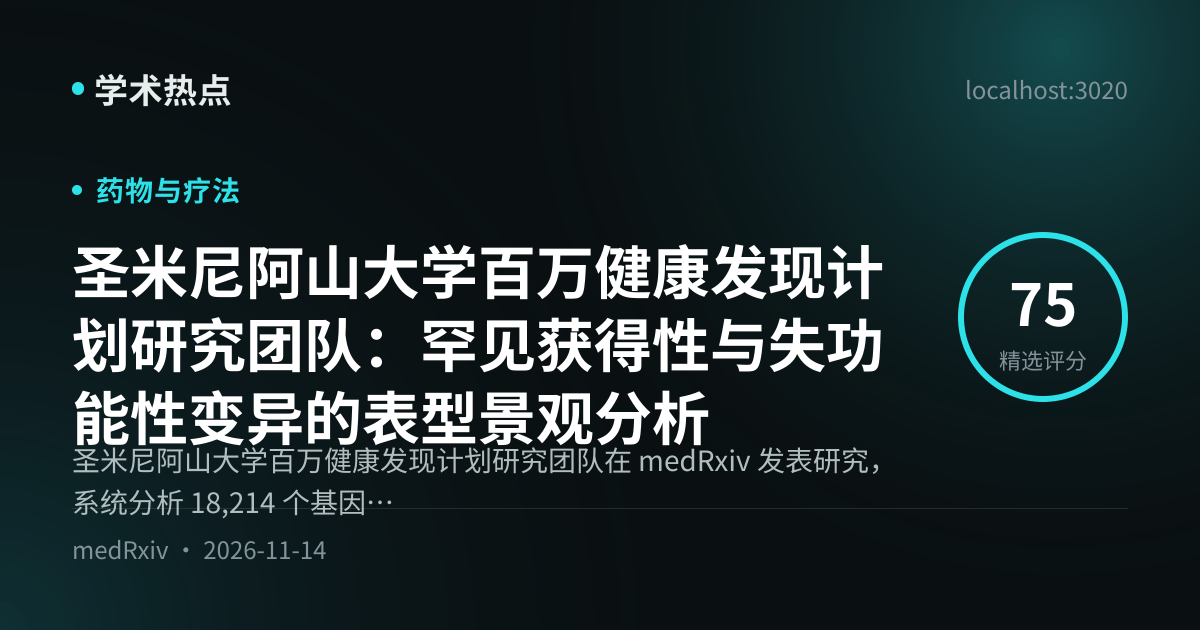 学术热点
localhost:3020
药物与疗法
圣米尼阿山大学百万健康发现计
划研究团队：罕见获得性与失功
能性变异的表型景观分析
75
精选评分
圣米尼阿山大学百万健康发现计划研究团队在 medRxiv 发表研究，
系统分析 18,214 个基因…
medRxiv · 2026-11-14